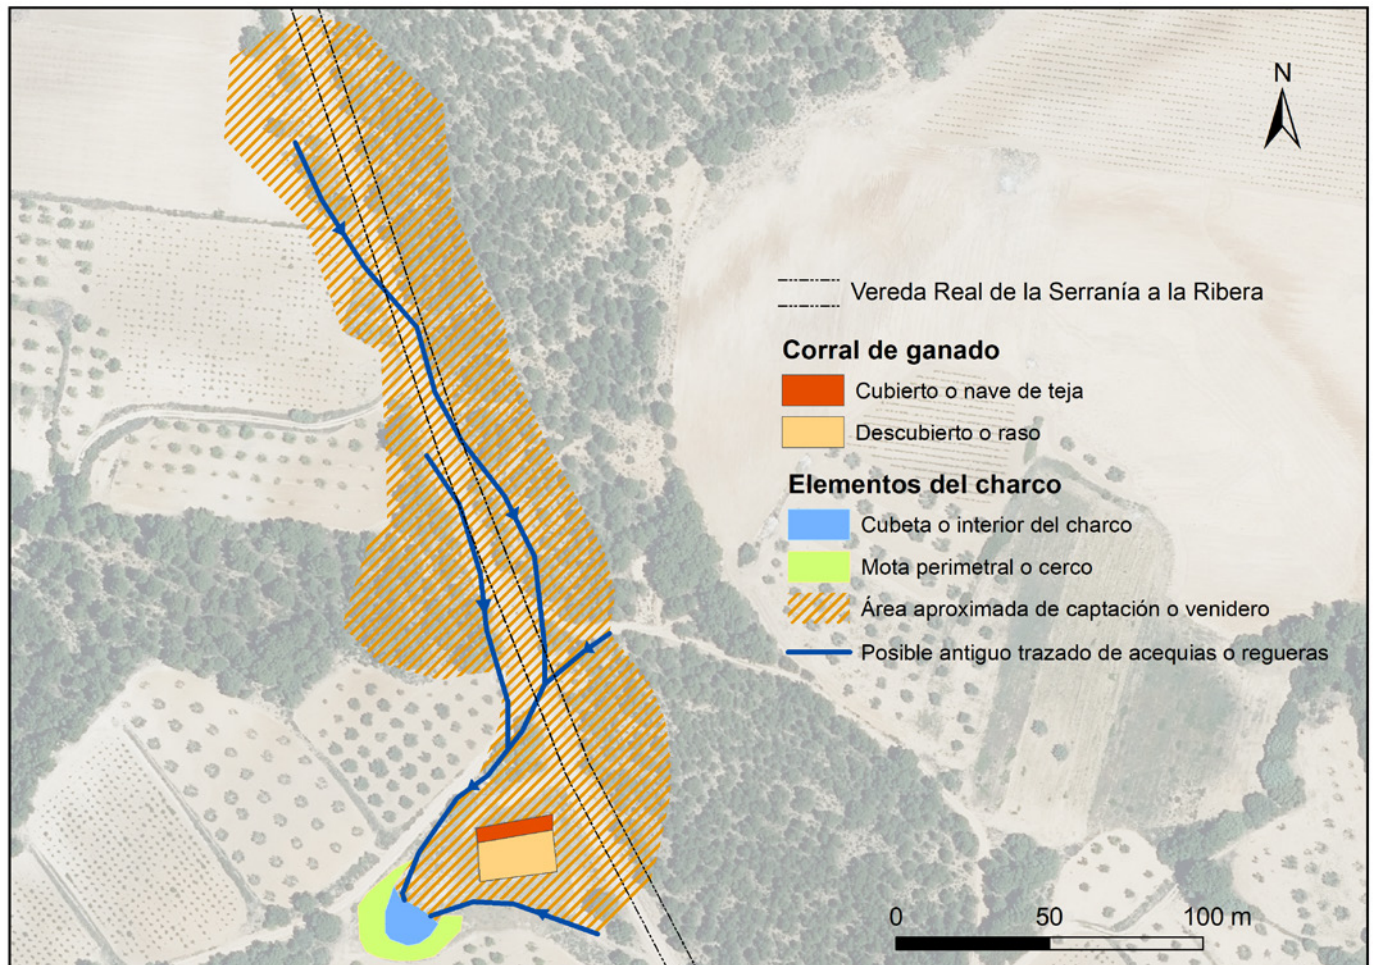 N
Vereda Real de la Serranía a la Ribera
Corral de ganado
Cubierto o nave de teja
Descubierto o raso
Elementos del charco
Cubeta o interior del charco
Mota perimetral o cerco
Área aproximada de captación o venidero
Posible antiguo trazado de acequias o regueras
0 50 100 m